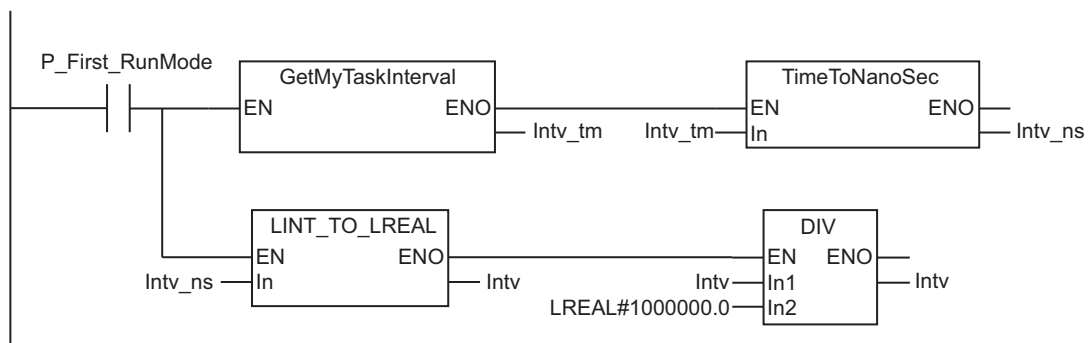 P_First_RunMode
GetMyTaskInterval
TimeToNanoSec
EN ENO EN ENO
Intv_tm Intv_tm In Intv_ns
LINT_TO_LREAL DIV
EN ENO EN ENO
Intv_ns In Intv Intv In1 Intv
LREAL#1000000.0 In2